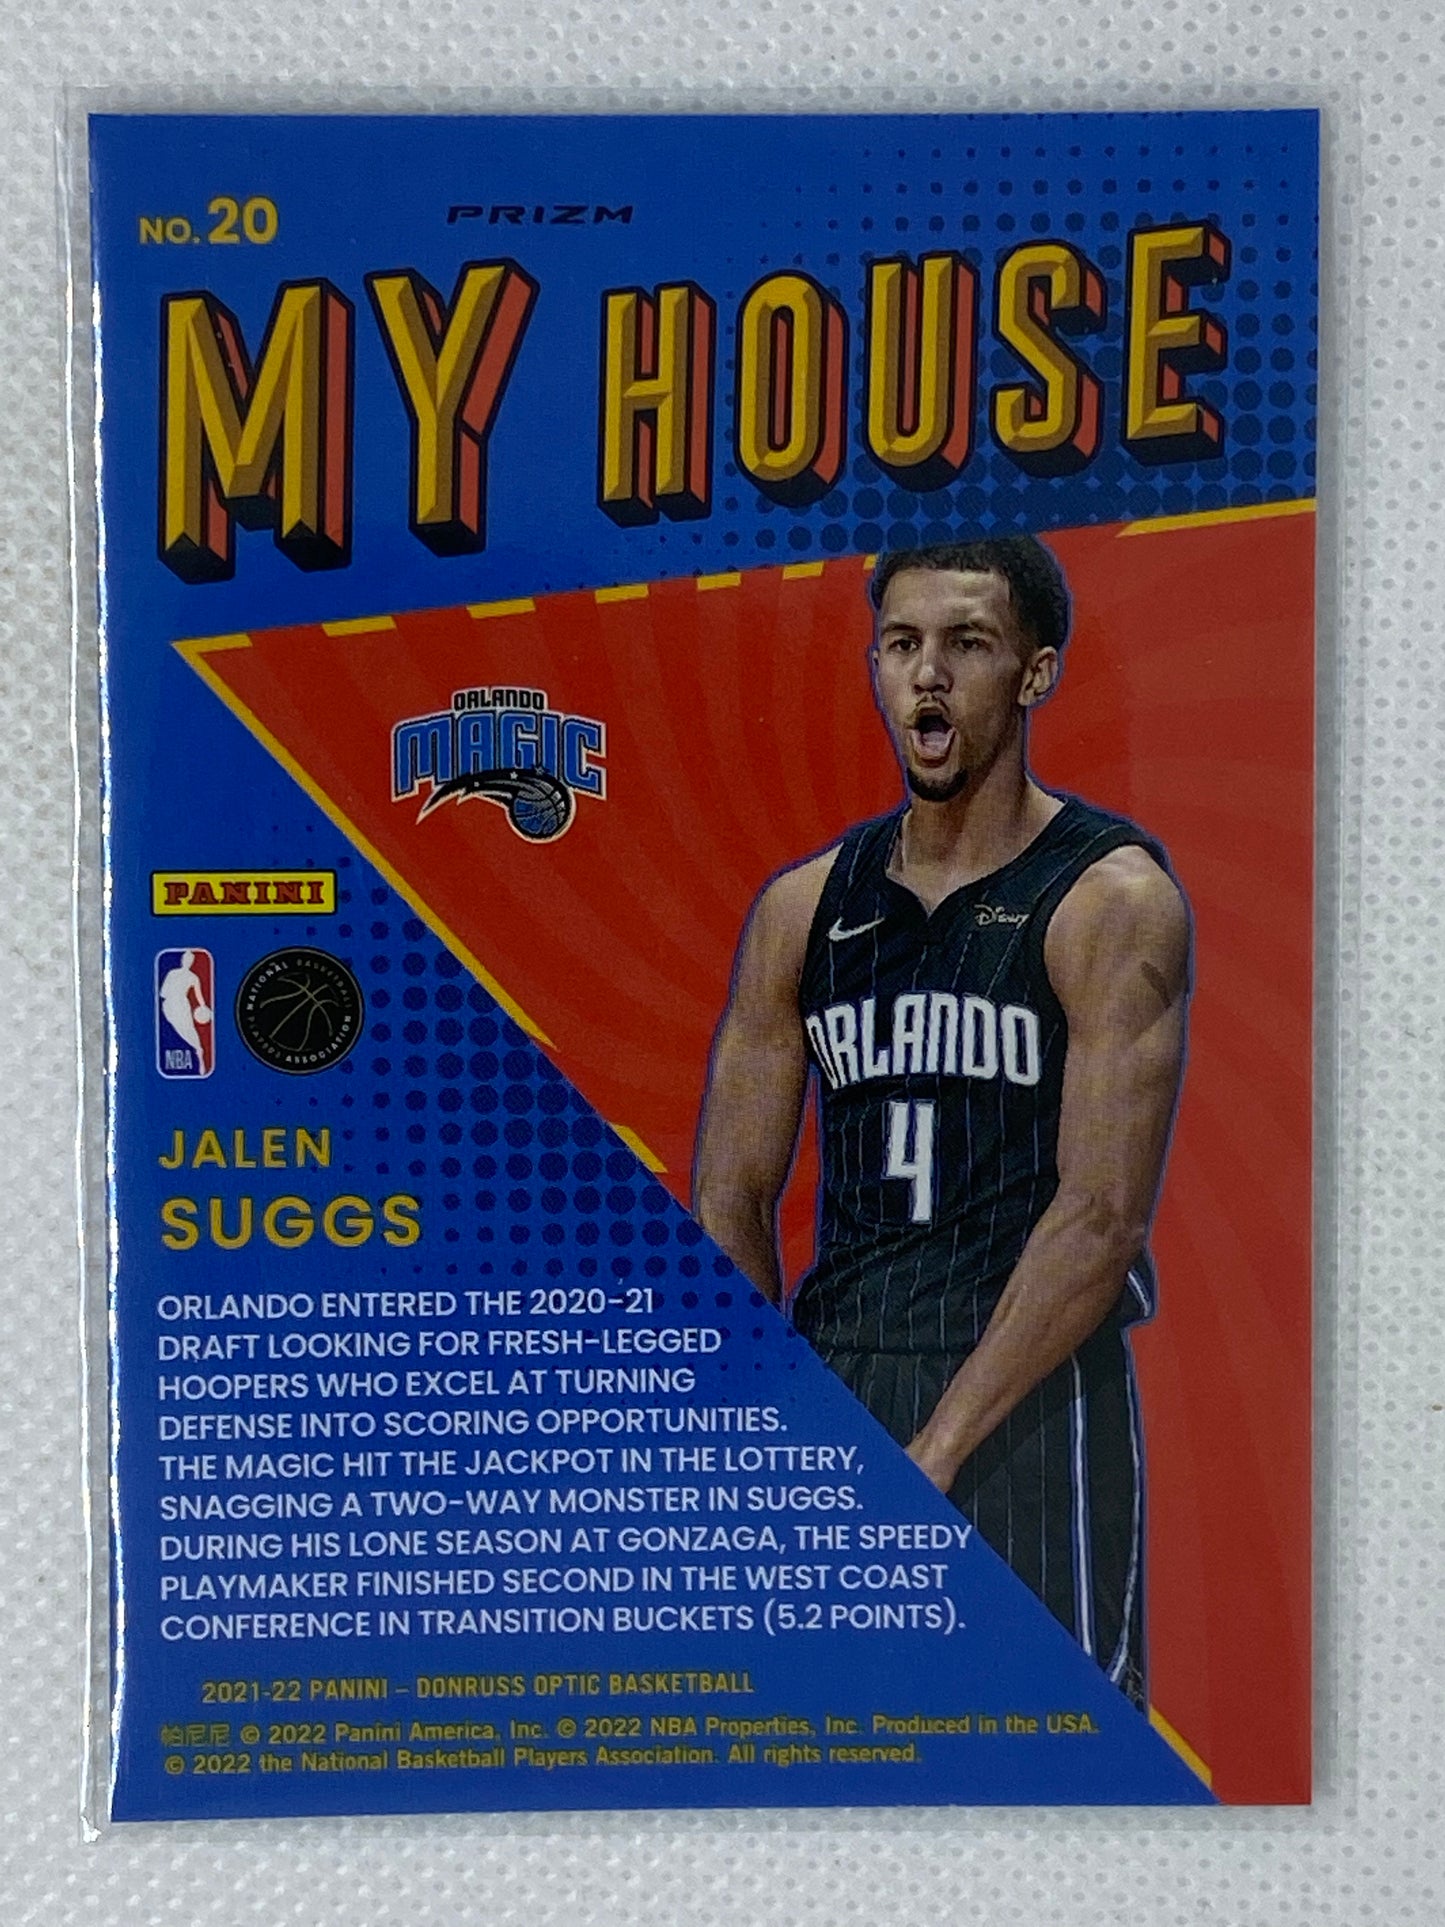 NO. 20
PRIZM
MY HOUSE
ORLANDO
MAGIC
PANINI
NBA
NATIONAL BASKETBALL
PLAYERS ASSOCIATION
Disney
ORLANDO
4
JALEN
SUGGS
ORLANDO ENTERED THE 2020-21
DRAFT LOOKING FOR FRESH-LEGGED
HOOPERS WHO EXCEL AT TURNING
DEFENSE INTO SCORING OPPORTUNITIES.
THE MAGIC HIT THE JACKPOT IN THE LOTTERY,
SNAGGING A TWO-WAY MONSTER IN SUGGS.
DURING HIS LONE SEASON AT GONZAGA, THE SPEEDY
PLAYMAKER FINISHED SECOND IN THE WEST COAST
CONFERENCE IN TRANSITION BUCKETS (5.2 POINTS).
2021-22 PANINI – DONRUSS OPTIC BASKETBALL
帕尼尼 © 2022 Panini America, Inc. © 2022 NBA Properties, Inc. Produced in the USA.
© 2022 the National Basketball Players Association. All rights reserved.